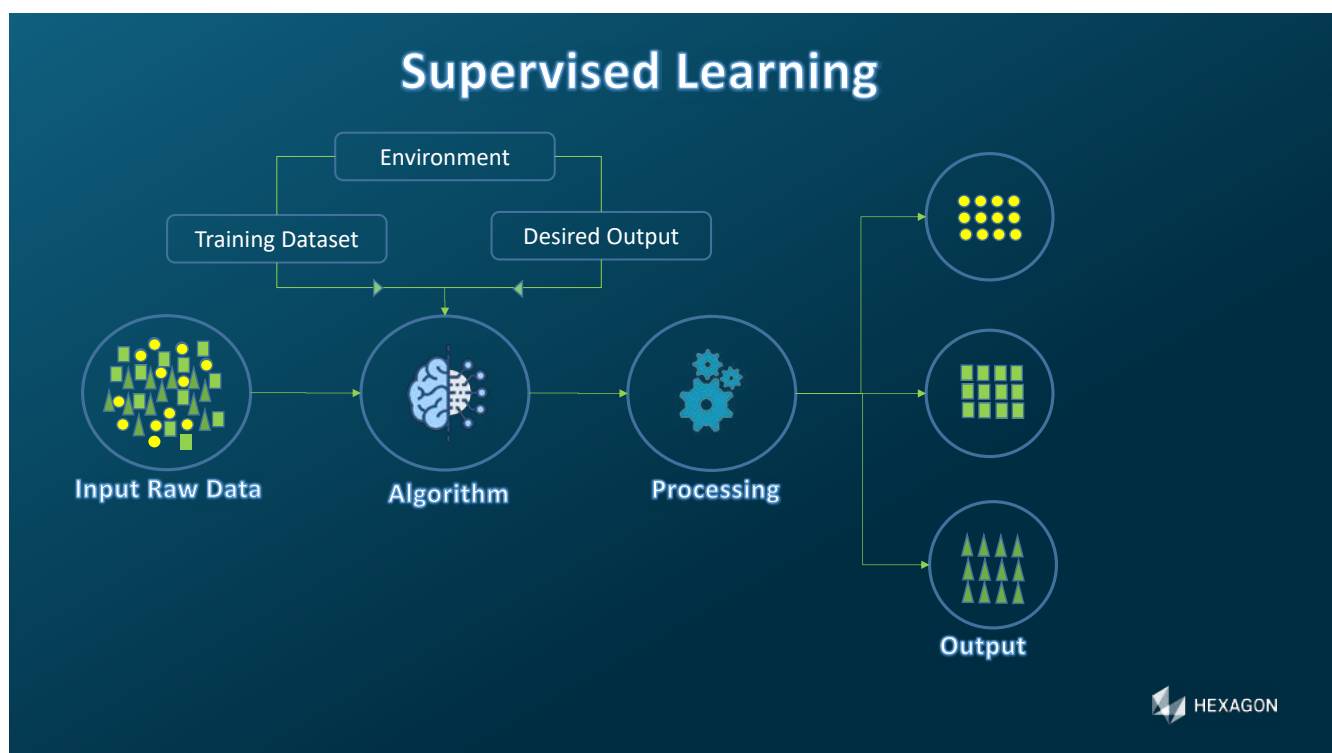 Supervised Learning
Environment
Training Dataset
Desired Output
Input Raw Data
Algorithm
Processing
Output
HEXAGON